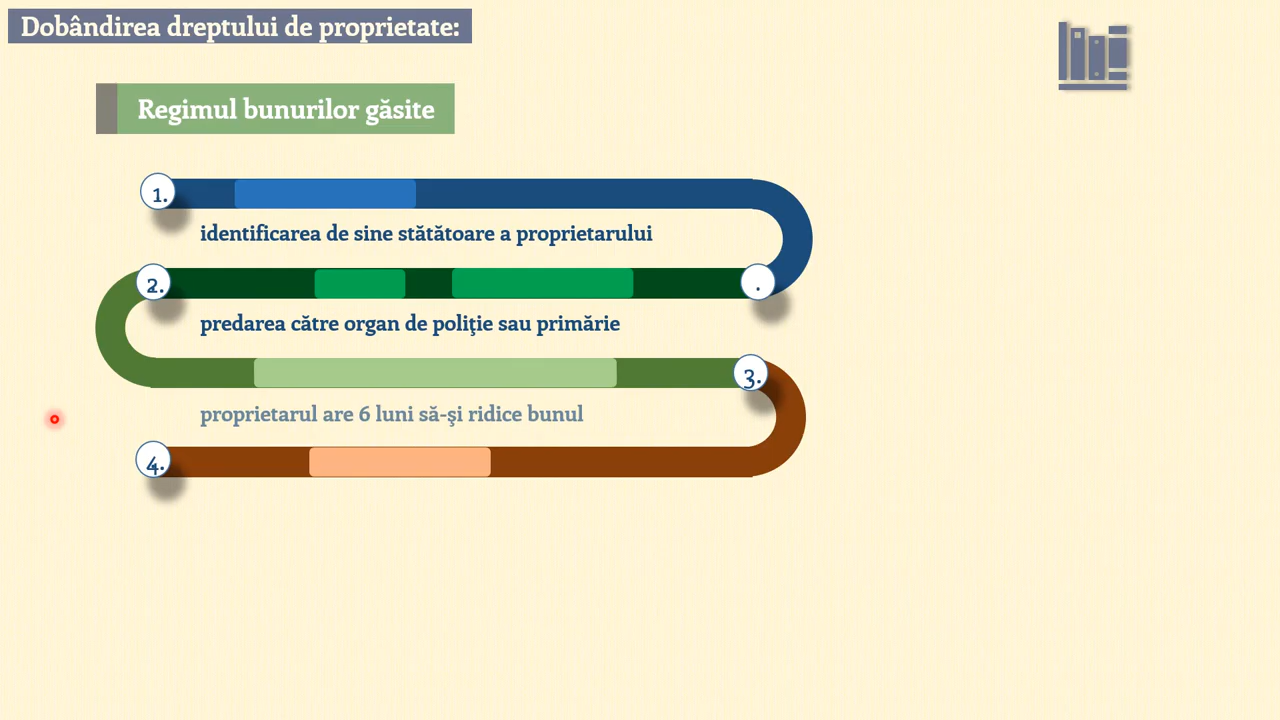 Dobândirea dreptului de proprietate:
Regimul bunurilor găsite
1.
identificarea de sine stătătoare a proprietarului
2.
.
predarea către organ de poliţie sau primărie
3.
proprietarul are 6 luni să-şi ridice bunul
4.